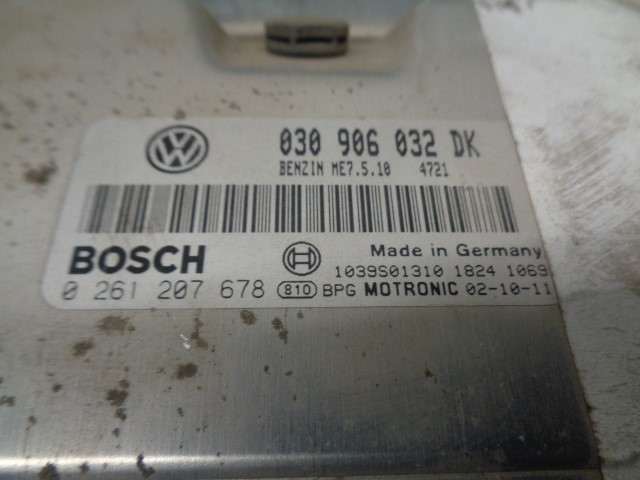 VW
030 906 032 DK
BENZIN ME7.5.10 4721
BOSCH
Made in Germany
1039S01310 1824 1069
0 261 207 678 810 BPG MOTRONIC 02-10-11